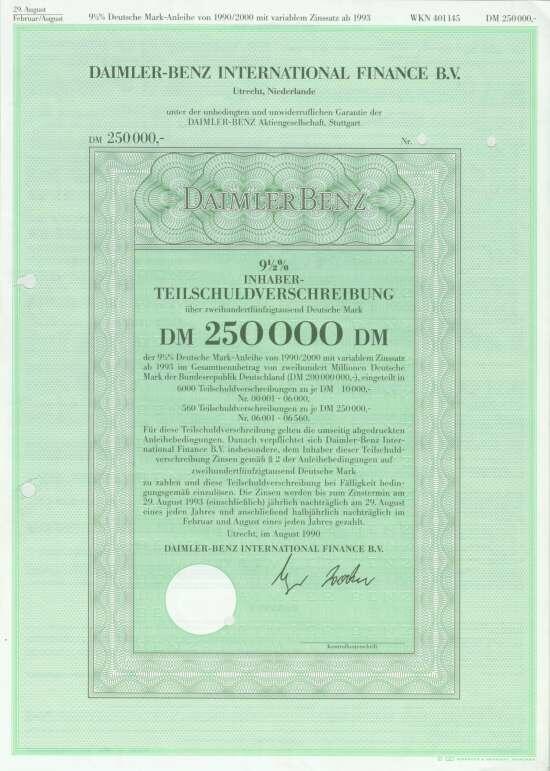 29. August
Februar/August
9½% Deutsche Mark-Anleihe von 1990/2000 mit variablem Zinssatz ab 1993 WKN 401145 DM 250 000,-
DAIMLER-BENZ INTERNATIONAL FINANCE B.V.
Utrecht, Niederlande
unter der unbedingten und unwiderruflichen Garantie der
DAIMLER-BENZ Aktiengesellschaft, Stuttgart
DM 250 000,- Nr.
DAIMLER BENZ
9½%
INHABER-
TEILSCHULDVERSCHREIBUNG
über zweihundertfünfzigtausend Deutsche Mark
DM 250 000 DM
der 9½% Deutsche Mark-Anleihe von 1990/2000 mit variablem Zinssatz
ab 1993 im Gesamtnennbetrag von zweihundert Millionen Deutsche
Mark der Bundesrepublik Deutschland (DM 200 000 000,-), eingeteilt in
6000 Teilschuldverschreibungen zu je DM 10 000,-
Nr. 00 001 - 06 000,
560 Teilschuldverschreibungen zu je DM 250 000,-
Nr. 06 001 - 06 560.
Für diese Teilschuldverschreibung gelten die umseitig abgedruckten
Anleihebedingungen. Danach verpflichtet sich Daimler-Benz Inter-
national Finance B.V. insbesondere, dem Inhaber dieser Teilschuld-
verschreibung Zinsen gemäß § 2 der Anleihebedingungen auf
zweihundertfünfzigtausend Deutsche Mark
zu zahlen und diese Teilschuldverschreibung bei Fälligkeit bedin-
gungsgemäß einzulösen. Die Zinsen werden bis zum Zinstermin am
29. August 1993 (einschließlich) jährlich nachträglich am 29. August
eines jeden Jahres und anschließend halbjährlich nachträglich im
Februar und August eines jeden Jahres gezahlt.
Utrecht, im August 1990
DAIMLER-BENZ INTERNATIONAL FINANCE B.V.
Kontrollunterschrift